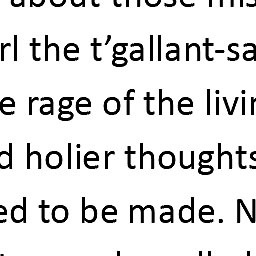 about those mis
rl the t’gallant-sa
e rage of the livin
d holier thoughts
ed to be made. N